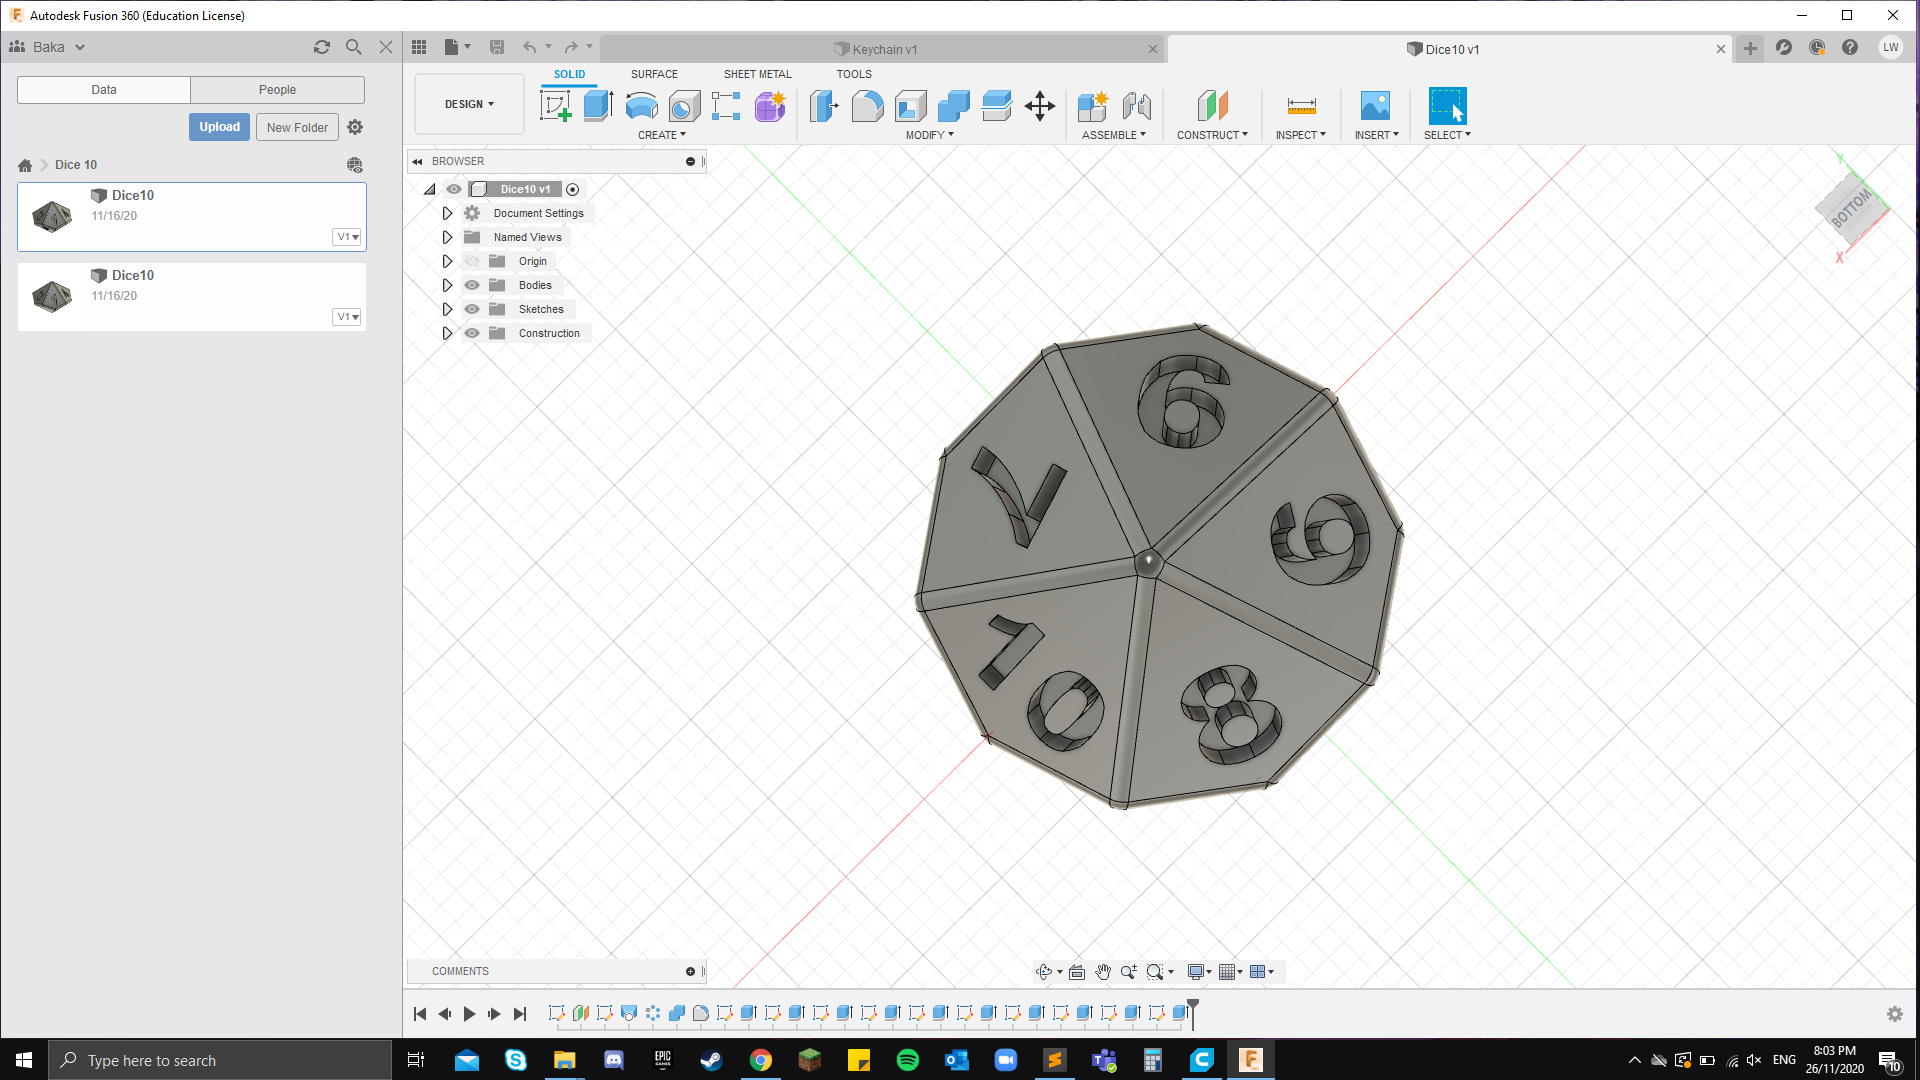 Autodesk Fusion 360 (Education License)
Baka
Keychain v1
Dice10 v1
LW
Data
People
Upload
New Folder
Dice 10
Dice10
11/16/20
V1
Dice10
11/16/20
V1
DESIGN
SOLID
SURFACE
SHEET METAL
TOOLS
CREATE
MODIFY
ASSEMBLE
CONSTRUCT
INSPECT
INSERT
SELECT
BROWSER
Dice10 v1
Document Settings
Named Views
Origin
Bodies
Sketches
Construction
Y
BOTTOM
X
6
7
9
10
8
COMMENTS
Type here to search
EPIC
GAMES
ENG
8:03 PM
26/11/2020
10